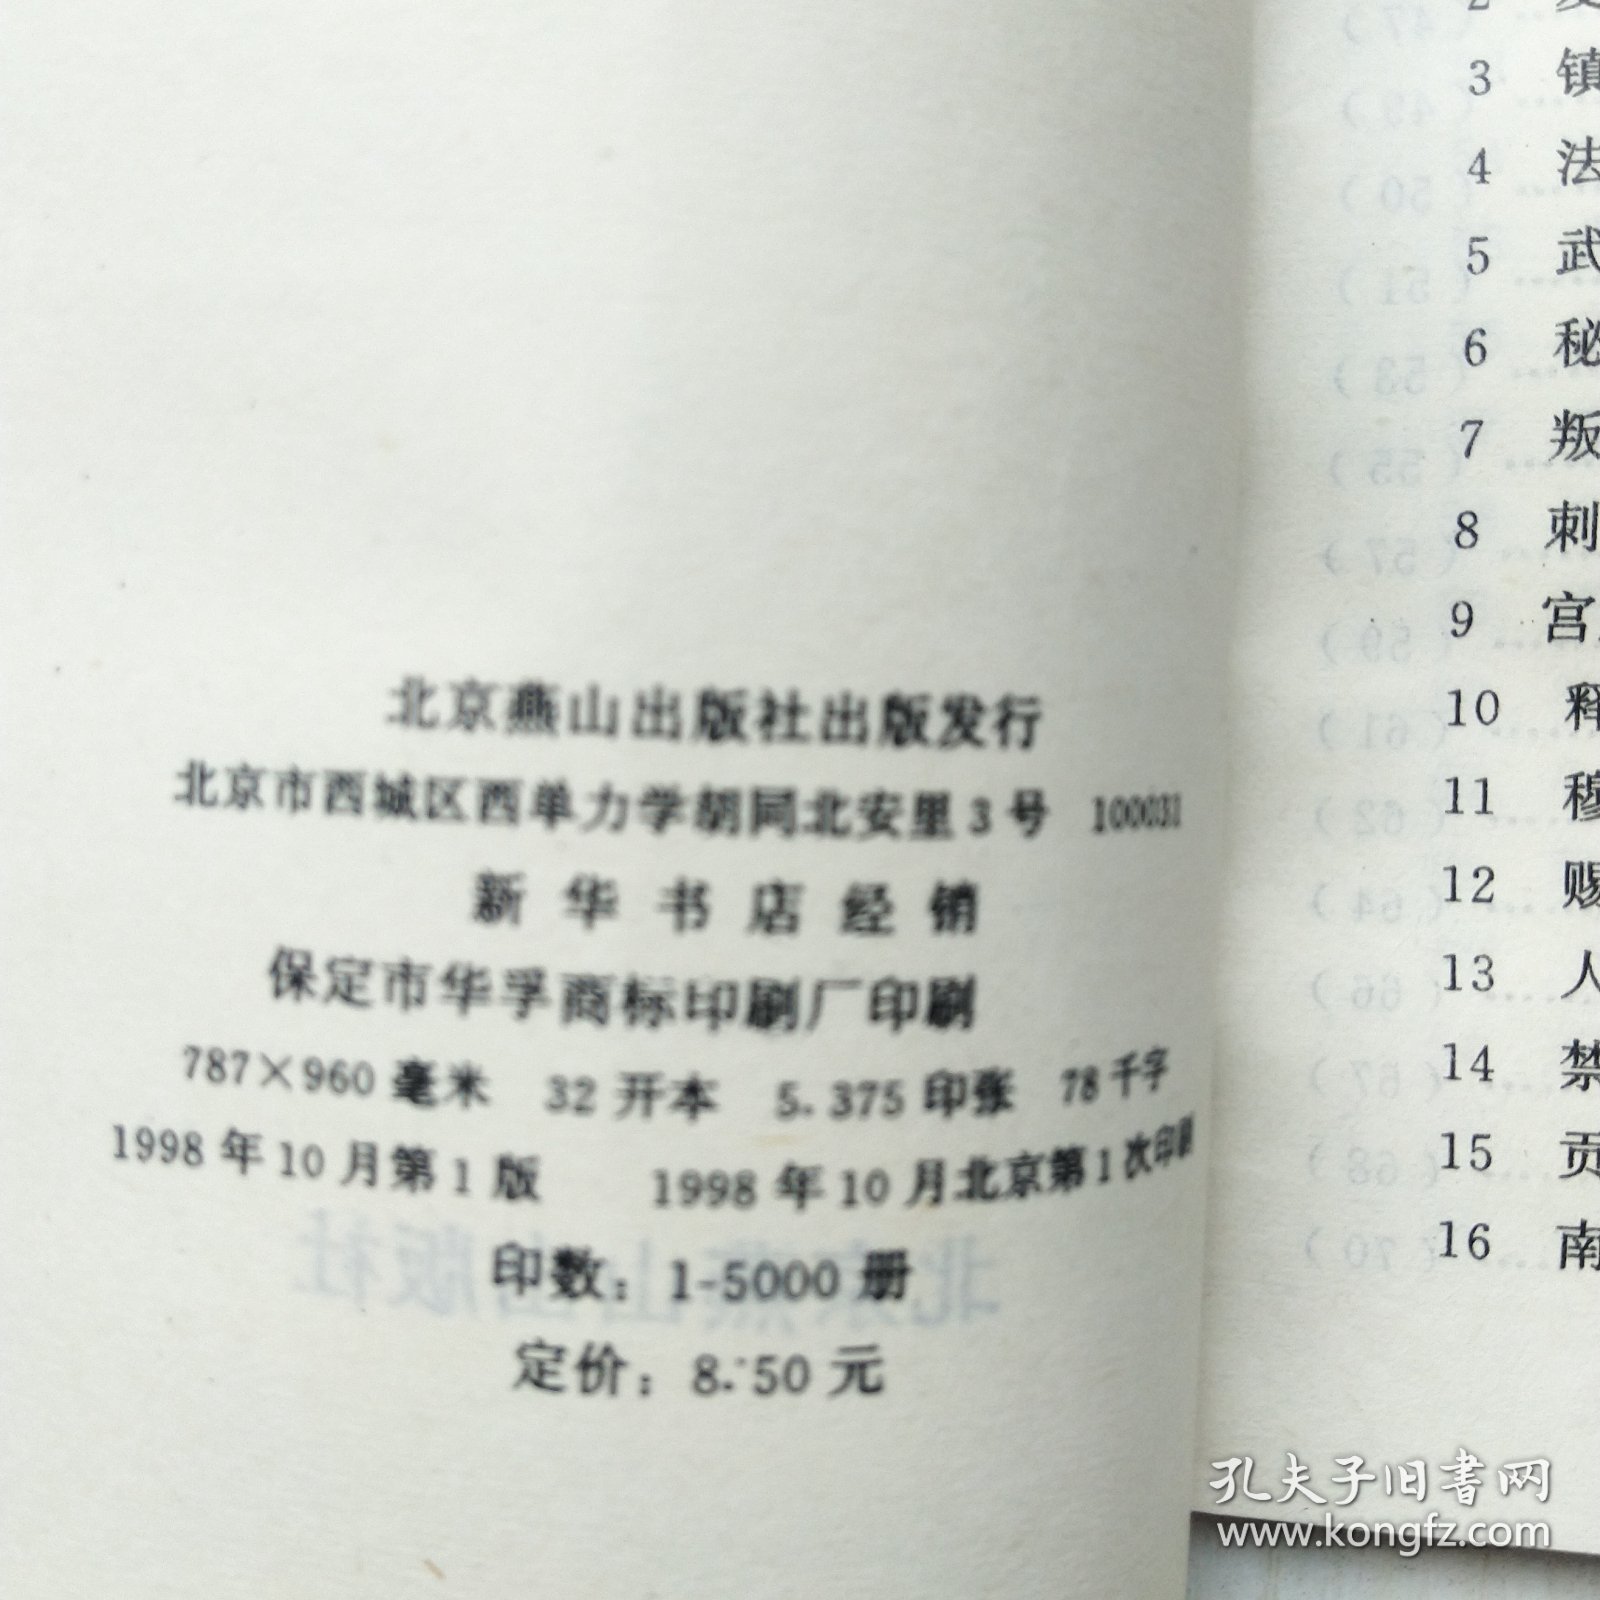 北京燕山出版社出版发行
北京市西城区西单力学胡同北安里3号 100031
新华书店经销
保定市华孚商标印刷厂印刷
787×960毫米 32开本 5.375印张 78千字
1998年10月第1版 1998年10月北京第1次印刷
印数：1-5000册
定价：8.50元
2
3 镇
4 法
5 武
6 秘
7 叛
8 刺
9 宫
10 释
11 穆
12 赐
13 人
14 禁
15 贡
16 南
孔夫子旧书网
www.kongfz.com